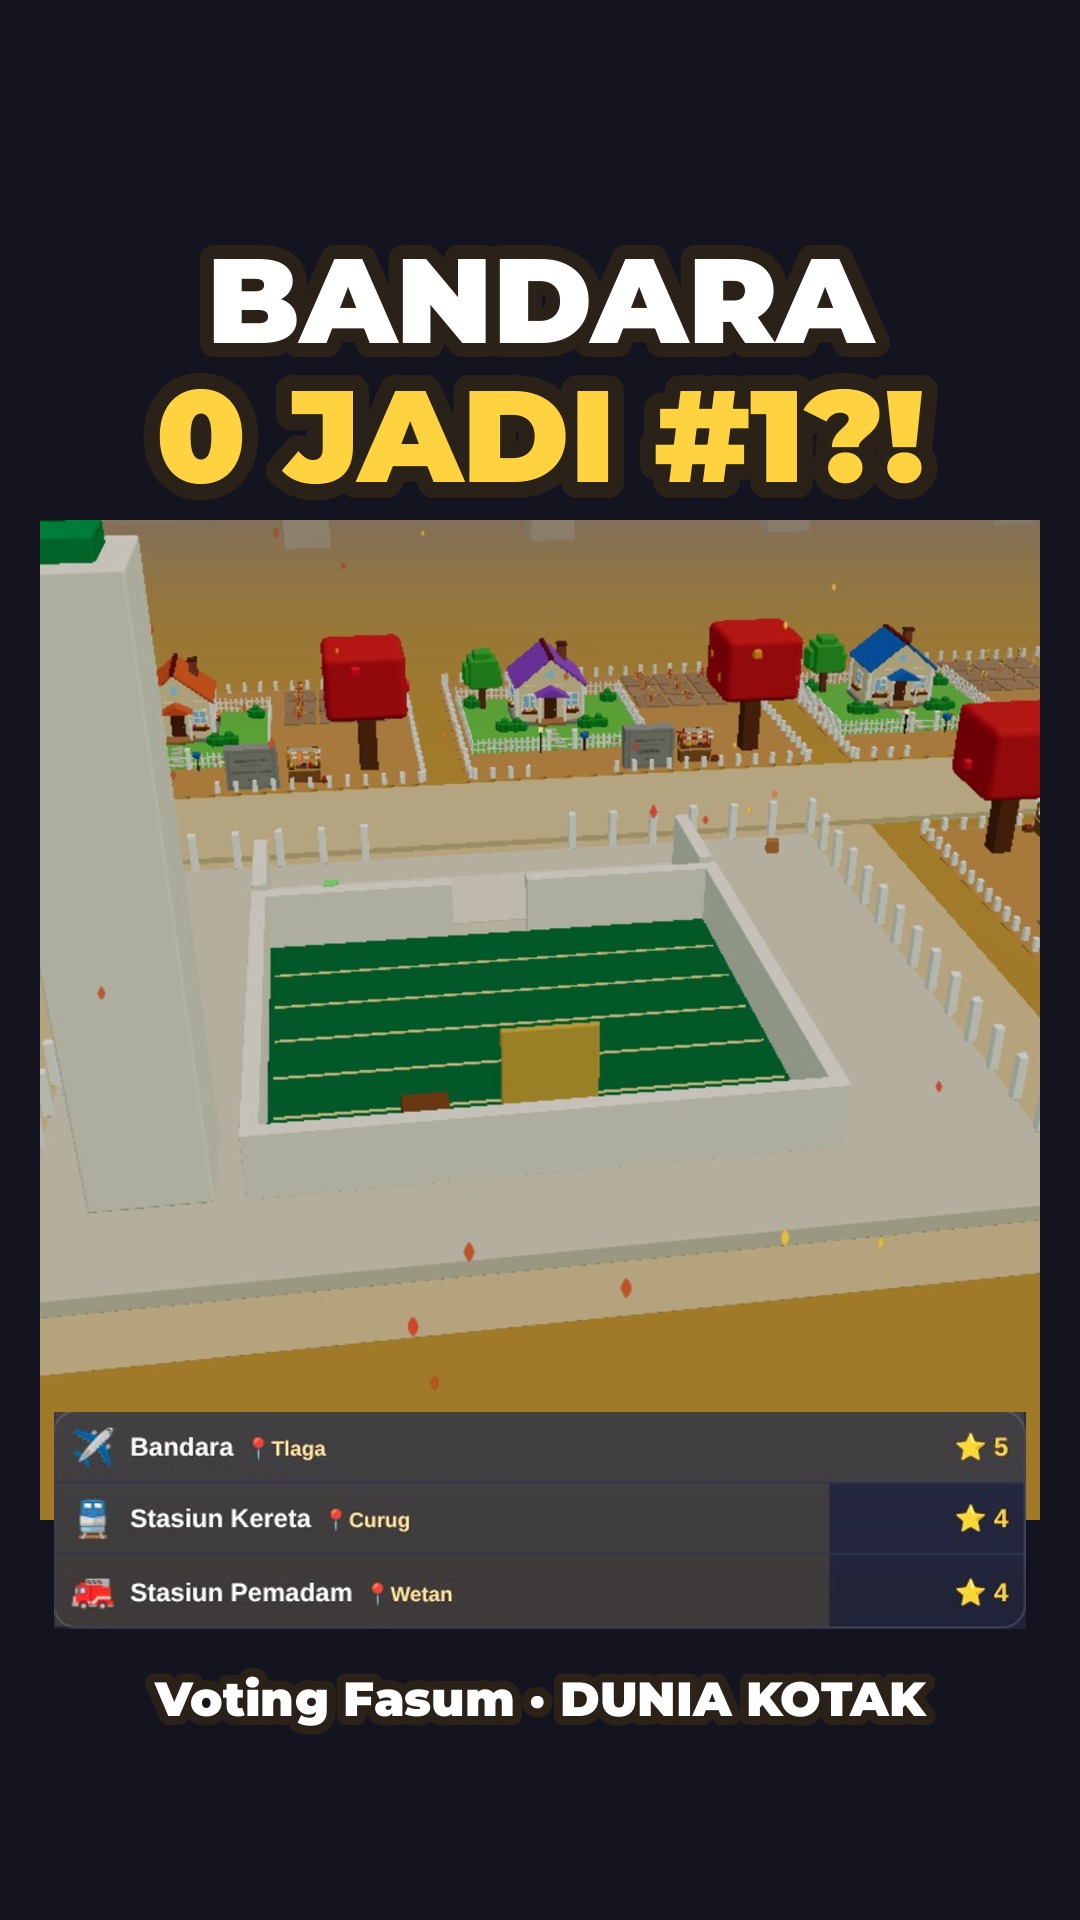 BANDARA
0 JADI #1?!
Bandara 📍Tlaga ⭐ 5
Stasiun Kereta 📍Curug ⭐ 4
Stasiun Pemadam 📍Wetan ⭐ 4
Voting Fasum • DUNIA KOTAK